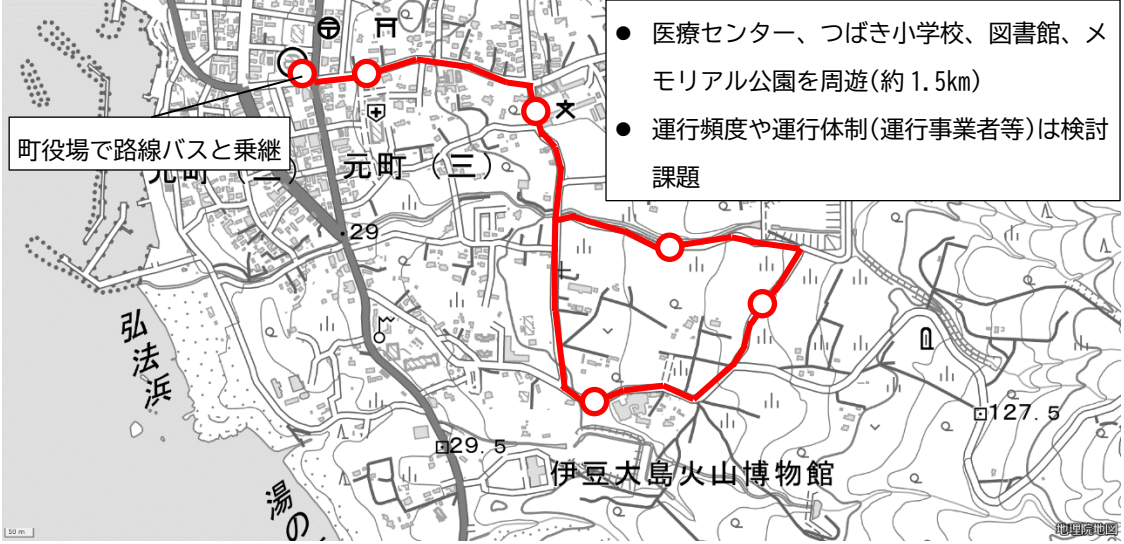 ● 医療センター、つばき小学校、図書館、メ
モリアル公園を周遊(約1.5km)
● 運行頻度や運行体制(運行事業者等)は検討
課題
町役場で路線バスと乗継
元町（二）
元町（三）
29
弘法浜
29.5
127.5
伊豆大島火山博物館
湯の
50 m
地理院地図